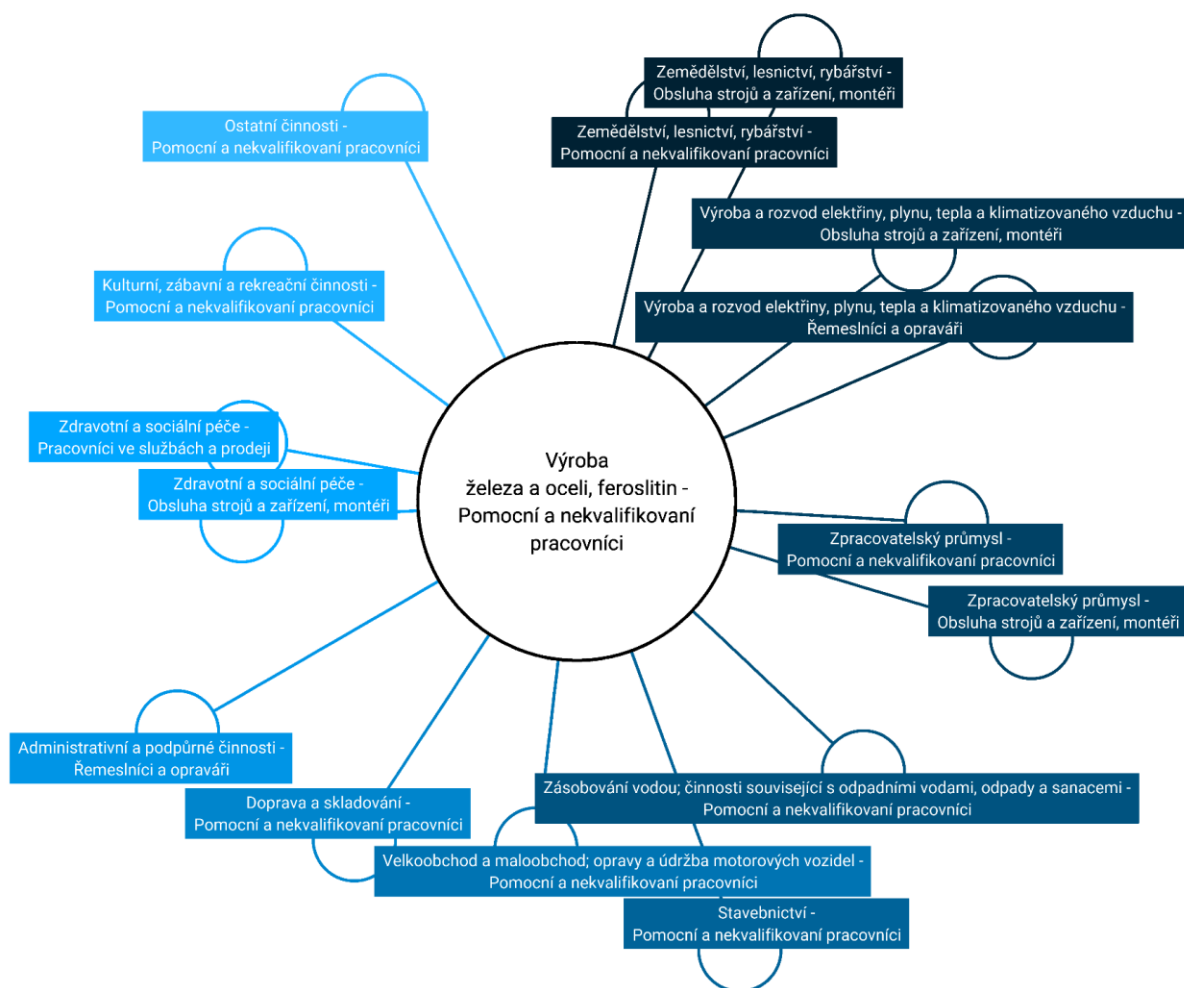 Zemědělství, lesnictví, rybářství -
Obsluha strojů a zařízení, montéři
Zemědělství, lesnictví, rybářství -
Pomocní a nekvalifikovaní pracovníci
Ostatní činnosti -
Pomocní a nekvalifikovaní pracovníci
Výroba a rozvod elektřiny, plynu, tepla a klimatizovaného vzduchu -
Obsluha strojů a zařízení, montéři
Kulturní, zábavní a rekreační činnosti -
Pomocní a nekvalifikovaní pracovníci
Výroba a rozvod elektřiny, plynu, tepla a klimatizovaného vzduchu -
Řemeslníci a opraváři
Zdravotní a sociální péče -
Pracovníci ve službách a prodeji
Zdravotní a sociální péče -
Obsluha strojů a zařízení, montéři
Výroba
železa a oceli, feroslitin -
Pomocní a nekvalifikovaní
pracovníci
Zpracovatelský průmysl -
Pomocní a nekvalifikovaní pracovníci
Zpracovatelský průmysl -
Obsluha strojů a zařízení, montéři
Administrativní a podpůrné činnosti -
Řemeslníci a opraváři
Zásobování vodou; činnosti související s odpadními vodami, odpady a sanacemi -
Pomocní a nekvalifikovaní pracovníci
Doprava a skladování -
Pomocní a nekvalifikovaní pracovníci
Velkoobchod a maloobchod; opravy a údržba motorových vozidel -
Pomocní a nekvalifikovaní pracovníci
Stavebnictví -
Pomocní a nekvalifikovaní pracovníci